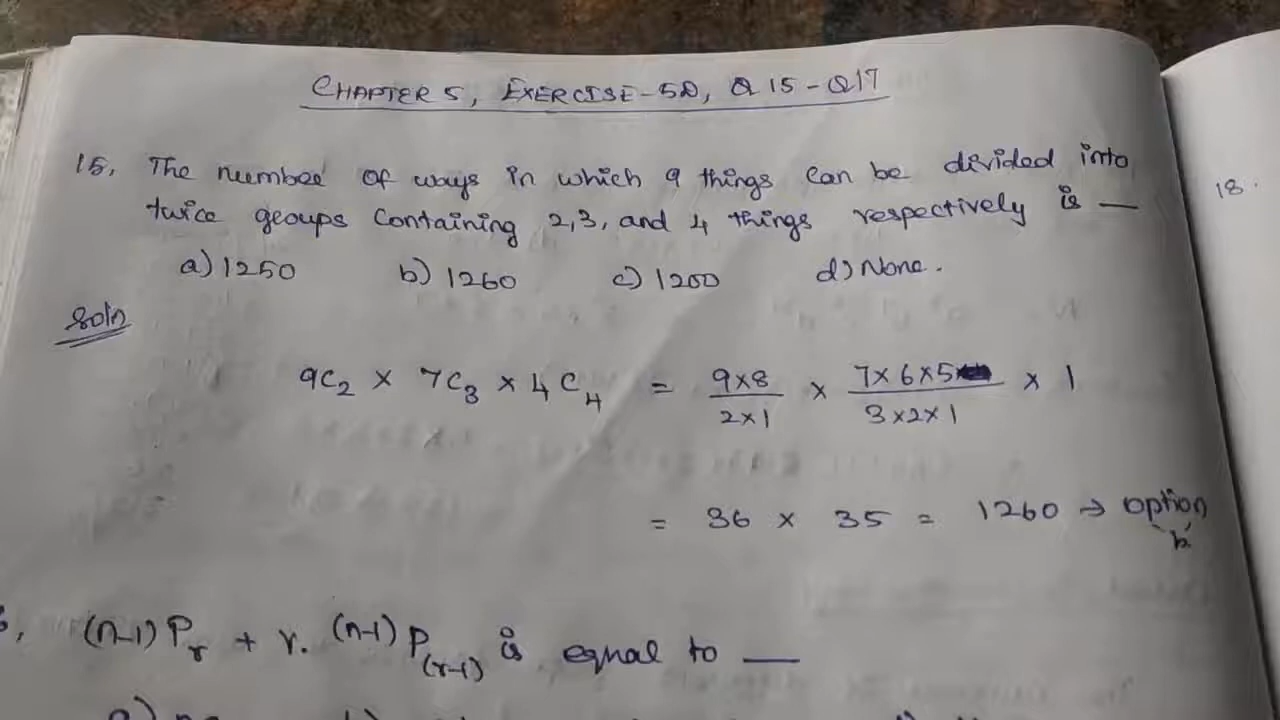 CHAPTER 5, EXERCISE-5D, Q15-Q17
15, The number of ways in which 9 things can be divided into
twice groups containing 2,3, and 4 things respectively is —
a) 1250 b) 1260 c) 1200 d) None.
Soln
9C₂ × 7C₃ × 4C₄ = 9×8/2×1 × 7×6×5/3×2×1 × 1
= 36 × 35 = 1260 → option
'b'
(n-1)Pᵣ + r. (n-1)P₍ᵣ₋₁₎ is equal to —
18.